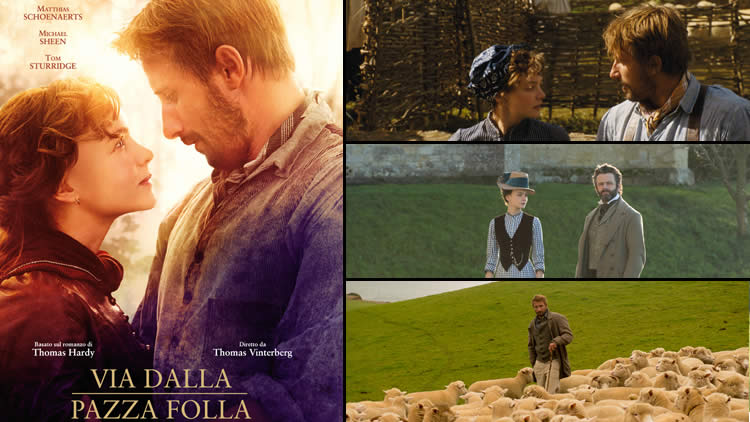 MATTHIAS
SCHOENAERTS
MICHAEL
SHEEN
TOM
STURRIDGE
Basato sul romanzo di
Thomas Hardy
Diretto da
Thomas Vinterberg
VIA DALLA
PAZZA FOLLA